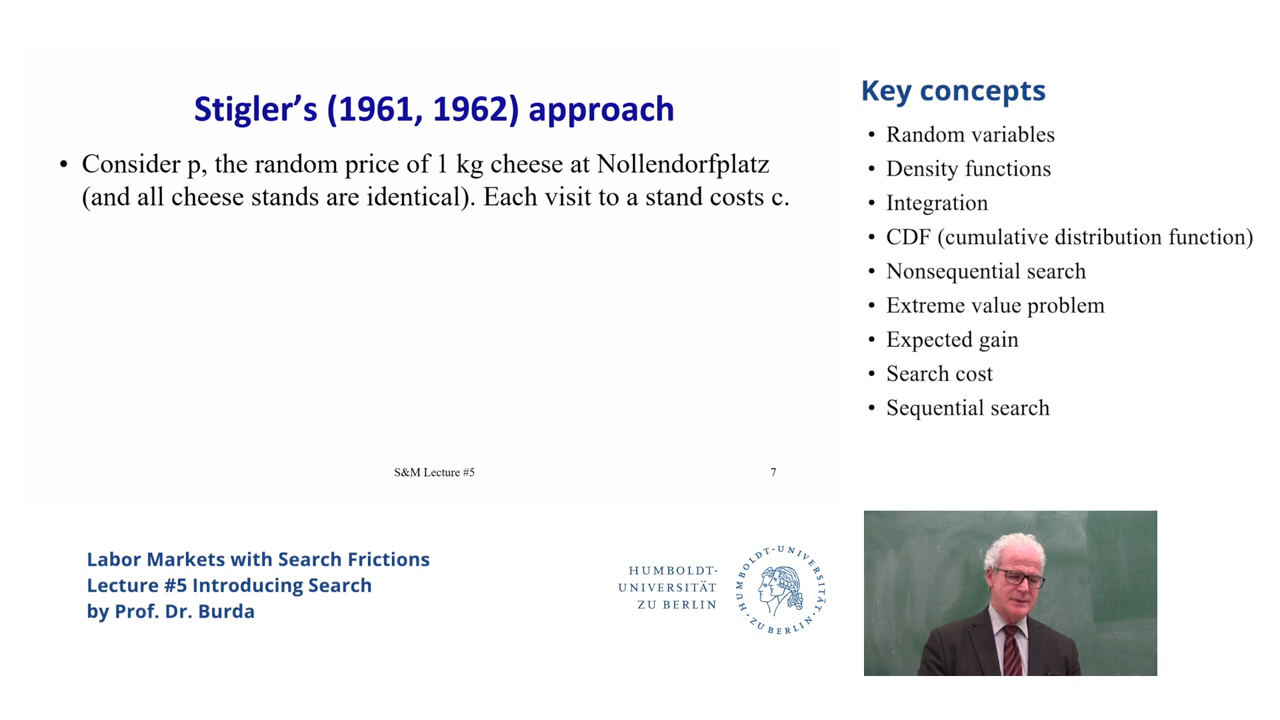 Stigler’s (1961, 1962) approach
• Consider p, the random price of 1 kg cheese at Nollendorfplatz
(and all cheese stands are identical). Each visit to a stand costs c.
S&M Lecture #5
7
Key concepts
• Random variables
• Density functions
• Integration
• CDF (cumulative distribution function)
• Nonsequential search
• Extreme value problem
• Expected gain
• Search cost
• Sequential search
Labor Markets with Search Frictions
Lecture #5 Introducing Search
by Prof. Dr. Burda
HUMBOLDT-
UNIVERSITÄT
ZU BERLIN
HUMBOLDT-UNIVERSITÄT
· ZU BERLIN ·